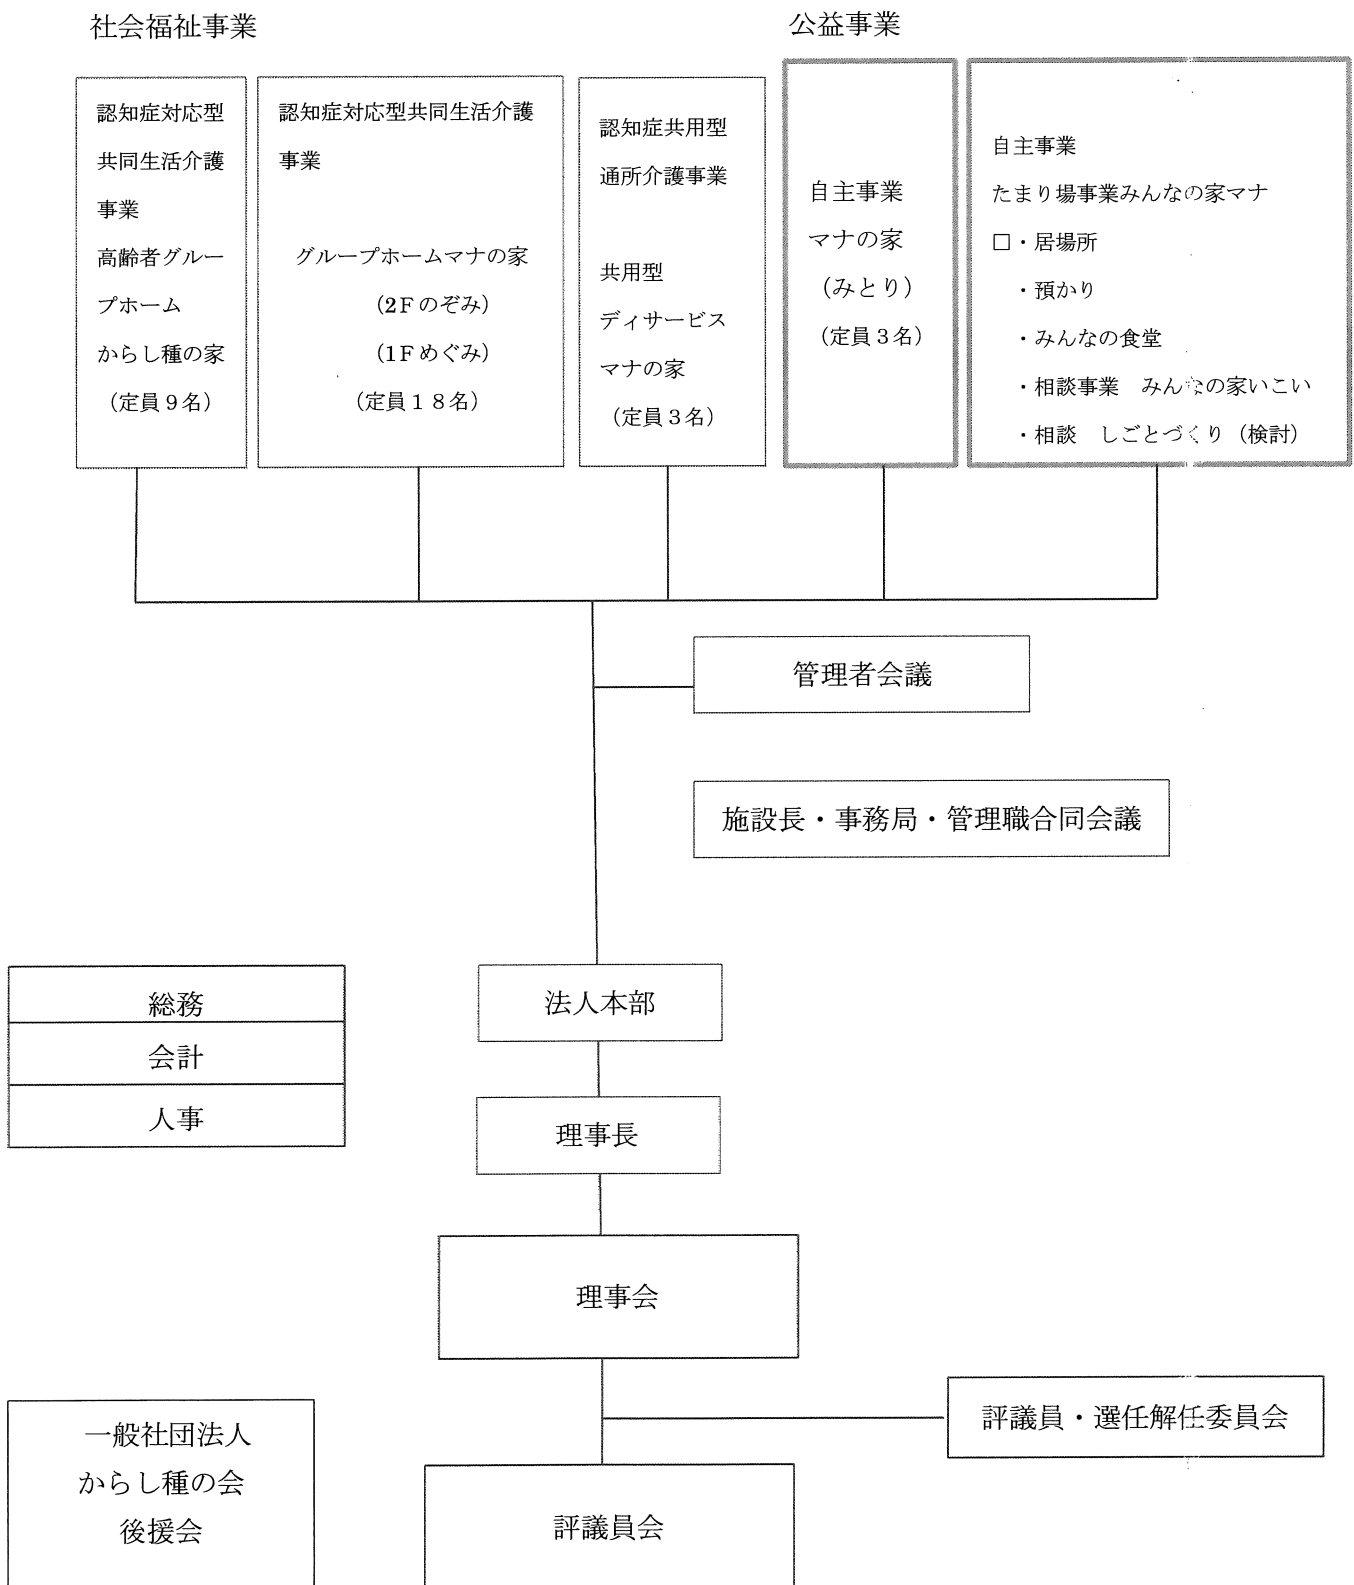 社会福祉事業
公益事業
認知症対応型
共同生活介護
事業
高齢者グルー
プホーム
からし種の家
（定員９名）
認知症対応型共同生活介護
事業
グループホームマナの家
（2Fのぞみ）
（1Fめぐみ）
（定員１８名）
認知症共用型
通所介護事業
共用型
ディサービス
マナの家
（定員３名）
自主事業
マナの家
（みとり）
（定員３名）
自主事業
たまり場事業みんなの家マナ
□・居場所
・預かり
・みんなの食堂
・相談事業　みんなの家いこい
・相談　しごとづくり（検討）
管理者会議
施設長・事務局・管理職合同会議
総務
会計
人事
法人本部
理事長
理事会
評議員・選任解任委員会
一般社団法人
からし種の会
後援会
評議員会